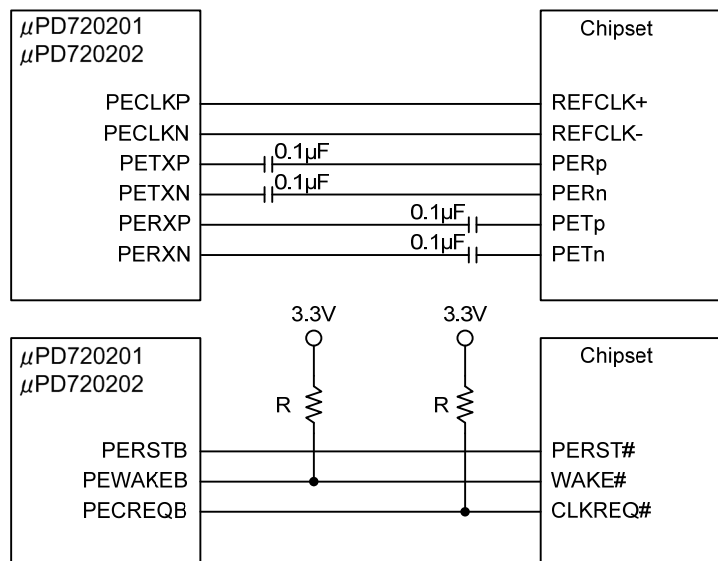 μPD720201
μPD720202
Chipset
PECLKP
REFCLK+
PECLKN
REFCLK-
PETXP
0.1μF
PERp
PETXN
0.1μF
PERn
PERXP
0.1μF
PETp
PERXN
0.1μF
PETn
3.3V
3.3V
μPD720201
μPD720202
Chipset
R
R
PERSTB
PERST#
PEWAKEB
WAKE#
PECREQB
CLKREQ#